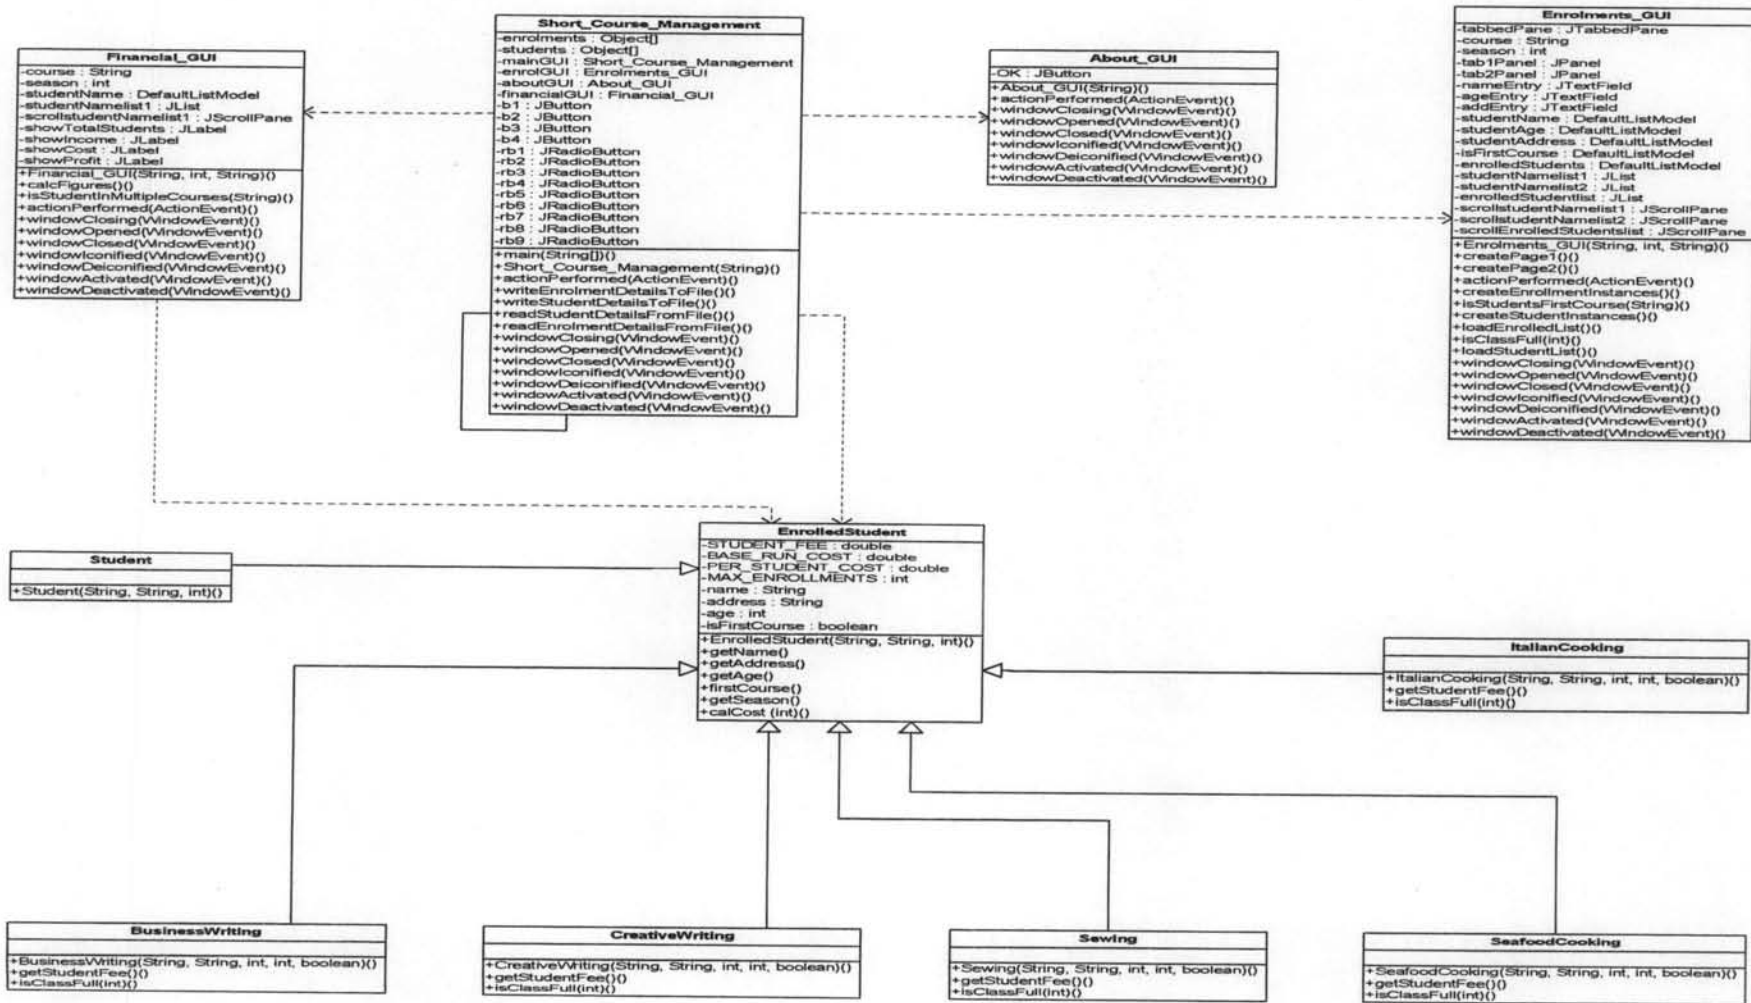 Financial_GUI
-course : String
-season : int
-studentName : DefaultListModel
-studentNamelist1 : JList
-scrollstudentNamelist1 : JScrollPane
-showTotalStudents : JLabel
-showIncome : JLabel
-showCost : JLabel
-showProfit : JLabel
+Financial_GUI(String, int, String)()
+calcFigures()()
+isStudentInMultipleCourses(String)()
+actionPerformed(ActionEvent)()
+windowClosing(WindowEvent)()
+windowOpened(WindowEvent)()
+windowClosed(WindowEvent)()
+windowIconified(WindowEvent)()
+windowDeiconified(WindowEvent)()
+windowActivated(WindowEvent)()
+windowDeactivated(WindowEvent)()
Short_Course_Management
-enrolments : Object[]
-students : Object[]
-mainGUI : Short_Course_Management
-enrolGUI : Enrolments_GUI
-aboutGUI : About_GUI
-financialGUI : Financial_GUI
-b1 : JButton
-b2 : JButton
-b3 : JButton
-b4 : JButton
-rb1 : JRadioButton
-rb2 : JRadioButton
-rb3 : JRadioButton
-rb4 : JRadioButton
-rb5 : JRadioButton
-rb6 : JRadioButton
-rb7 : JRadioButton
-rb8 : JRadioButton
-rb9 : JRadioButton
+main(String[])()
+Short_Course_Management(String)()
+actionPerformed(ActionEvent)()
+writeEnrolmentDetailsToFile()()
+writeStudentDetailsToFile()()
+readStudentDetailsFromFile()()
+readEnrolmentDetailsFromFile()()
+windowClosing(WindowEvent)()
+windowOpened(WindowEvent)()
+windowClosed(WindowEvent)()
+windowIconified(WindowEvent)()
+windowDeiconified(WindowEvent)()
+windowActivated(WindowEvent)()
+windowDeactivated(WindowEvent)()
About_GUI
-OK : JButton
+About_GUI(String)()
+actionPerformed(ActionEvent)()
+windowClosing(WindowEvent)()
+windowOpened(WindowEvent)()
+windowClosed(WindowEvent)()
+windowIconified(WindowEvent)()
+windowDeiconified(WindowEvent)()
+windowActivated(WindowEvent)()
+windowDeactivated(WindowEvent)()
Enrolments_GUI
-tabbedPane : JTabbedPane
-course : String
-season : int
-tab1Panel : JPanel
-tab2Panel : JPanel
-nameEntry : JTextField
-ageEntry : JTextField
-addEntry : JTextField
-studentName : DefaultListModel
-studentAge : DefaultListModel
-studentAddress : DefaultListModel
-isFirstCourse : DefaultListModel
-enrolledStudents : DefaultListModel
-studentNamelist1 : JList
-studentNamelist2 : JList
-enrolledStudentlist : JList
-scrollstudentNamelist1 : JScrollPane
-scrollstudentNamelist2 : JScrollPane
-scrollEnrolledStudentslist : JScrollPane
+Enrolments_GUI(String, int, String)()
+createPage1()()
+createPage2()()
+actionPerformed(ActionEvent)()
+createEnrollmentInstances()()
+isStudentsFirstCourse(String)()
+createStudentInstances()()
+loadEnrolledList()()
+isClassFull(int)()
+loadStudentList()()
+windowClosing(WindowEvent)()
+windowOpened(WindowEvent)()
+windowClosed(WindowEvent)()
+windowIconified(WindowEvent)()
+windowDeiconified(WindowEvent)()
+windowActivated(WindowEvent)()
+windowDeactivated(WindowEvent)()
Student
+Student(String, String, int)()
EnrolledStudent
-STUDENT_FEE : double
-BASE_RUN_COST : double
-PER_STUDENT_COST : double
-MAX_ENROLLMENTS : int
-name : String
-address : String
-age : int
-isFirstCourse : boolean
+EnrolledStudent(String, String, int)()
+getName()
+getAddress()
+getAge()
+firstCourse()
+getSeason()
+calCost (int)()
ItalianCooking
+ItalianCooking(String, String, int, int, boolean)()
+getStudentFee()()
+isClassFull(int)()
BusinessWriting
+BusinessWriting(String, String, int, int, boolean)()
+getStudentFee()()
+isClassFull(int)()
CreativeWriting
+CreativeWriting(String, String, int, int, boolean)()
+getStudentFee()()
+isClassFull(int)()
Sewing
+Sewing(String, String, int, int, boolean)()
+getStudentFee()()
+isClassFull(int)()
SeafoodCooking
+SeafoodCooking(String, String, int, int, boolean)()
+getStudentFee()()
+isClassFull(int)()